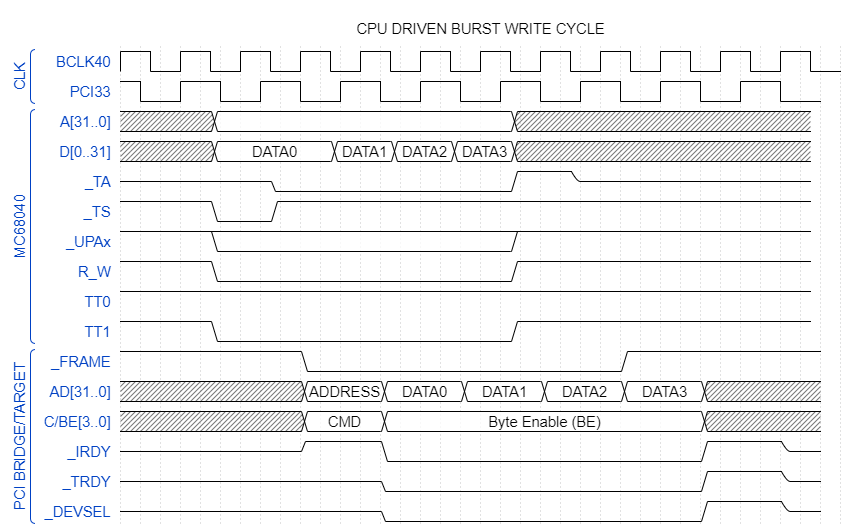 CPU DRIVEN BURST WRITE CYCLE
CLK
BCLK40
PCI33
MC68040
A[31..0]
D[0..31] DATA0 DATA1 DATA2 DATA3
_TA
_TS
_UPAx
R_W
TT0
TT1
PCI BRIDGE/TARGET
_FRAME
AD[31..0] ADDRESS DATA0 DATA1 DATA2 DATA3
C/BE[3..0] CMD Byte Enable (BE)
_IRDY
_TRDY
_DEVSEL